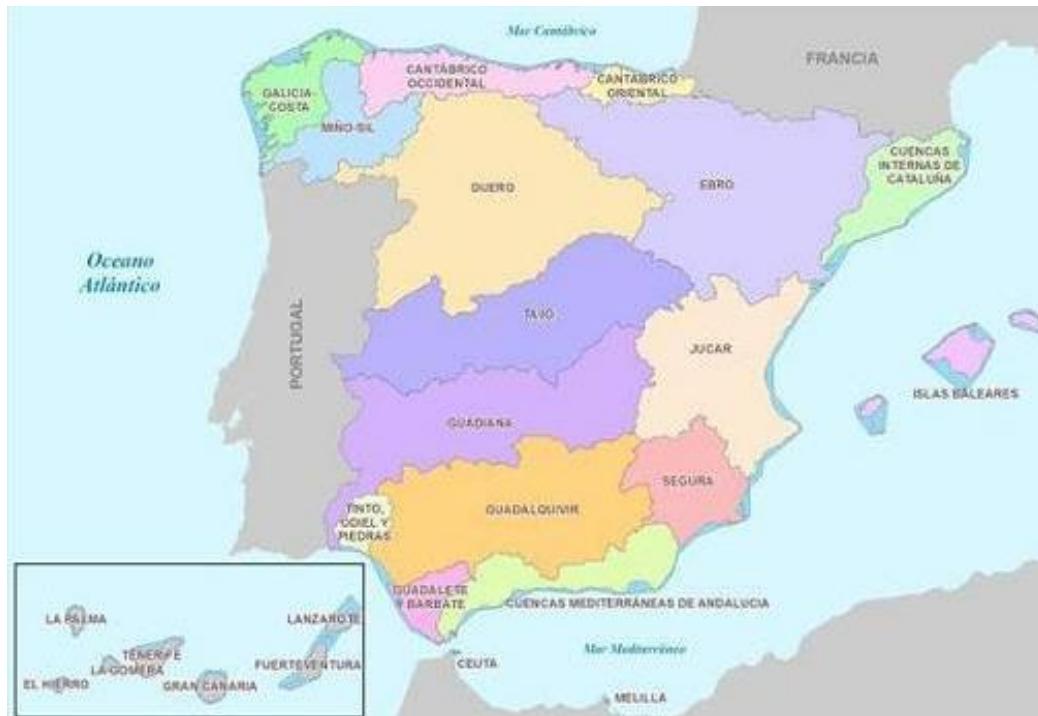 Mar Cantábrico
FRANCIA
CANTÁBRICO
OCCIDENTAL
CANTÁBRICO
ORIENTAL
GALICIA
COSTA
MIÑO-SIL
CUENCAS
INTERNAS DE
CATALUÑA
DUERO
EBRO
Oceano
Atlántico
PORTUGAL
TAJO
JUCAR
ISLAS BALEARES
GUADIANA
SEGURA
TINTO,
ODIEL Y
PIEDRAS
GUADALQUIVIR
GUADALETE
Y BARBATE
CUENCAS MEDITERRÁNEAS DE ANDALUCIA
LA PALMA
LANZAROTE
TENERIFE
LA GOMERA
FUERTEVENTURA
EL HIERRO
GRAN CANARIA
Mar Mediterráneo
CEUTA
MELILLA